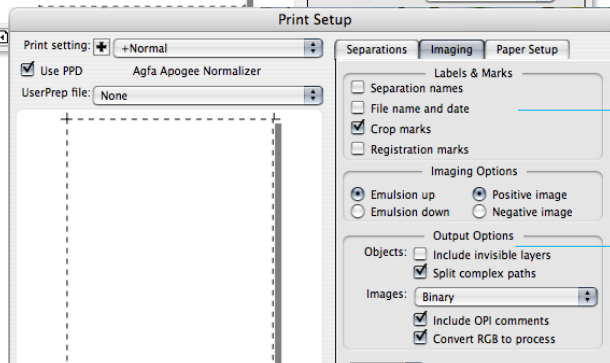 Print Setup
Print setting: +Normal
Use PPD Agfa Apogee Normalizer
UserPrep file: None
Separations Imaging Paper Setup
Labels & Marks
Separation names
File name and date
Crop marks
Registration marks
Imaging Options
Emulsion up Positive image
Emulsion down Negative image
Output Options
Objects: Include invisible layers
Split complex paths
Images: Binary
Include OPI comments
Convert RGB to process